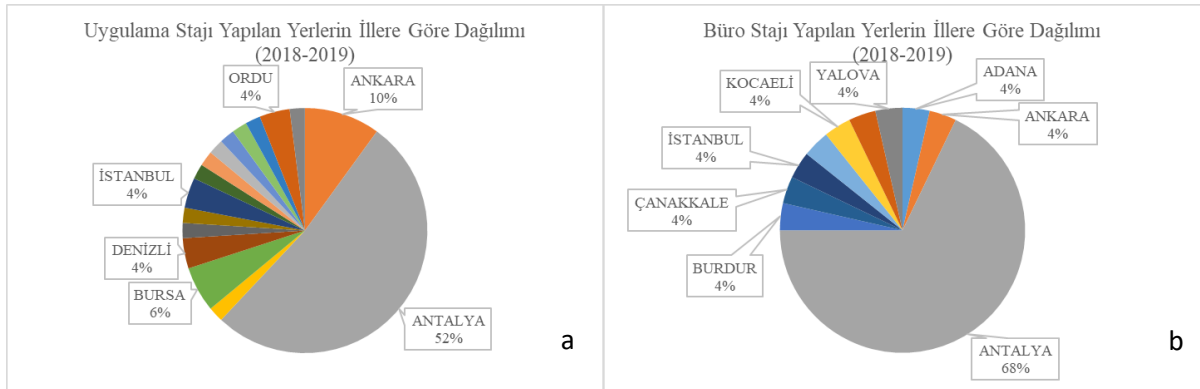 Uygulama Stajı Yapılan Yerlerin İllere Göre Dağılımı
(2018-2019)
ORDU
4%
ANKARA
10%
İSTANBUL
4%
DENİZLİ
4%
BURSA
6%
ANTALYA
52%
a
Büro Stajı Yapılan Yerlerin İllere Göre Dağılımı
(2018-2019)
KOCAELİ
4%
YALOVA
4%
ADANA
4%
ANKARA
4%
İSTANBUL
4%
ÇANAKKALE
4%
BURDUR
4%
ANTALYA
68%
b